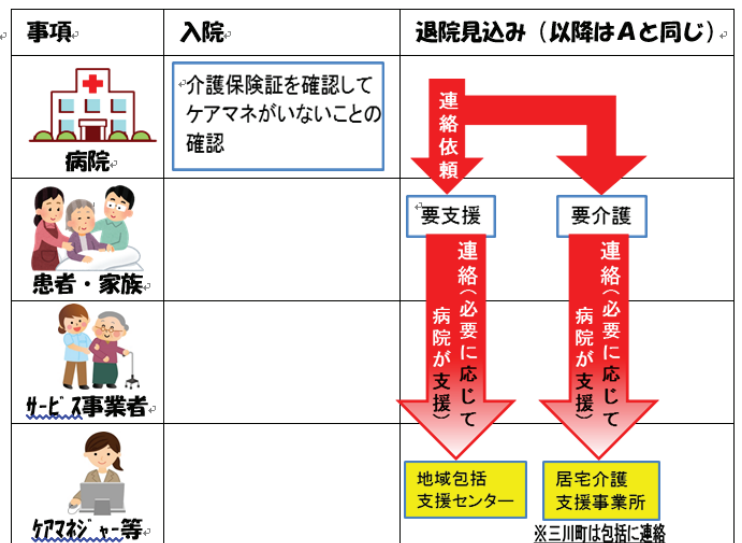 事項
入院
退院見込み（以降はAと同じ）
病院
介護保険証を確認して
ケアマネがいないことの
確認
連絡依頼
患者・家族
要支援
要介護
連絡（必要に応じて
病院が支援）
連絡（必要に応じて
病院が支援）
ｻｰﾋﾞｽ事業者
ｹｱﾏﾈｼﾞｬｰ等
地域包括
支援センター
居宅介護
支援事業所
※三川町は包括に連絡